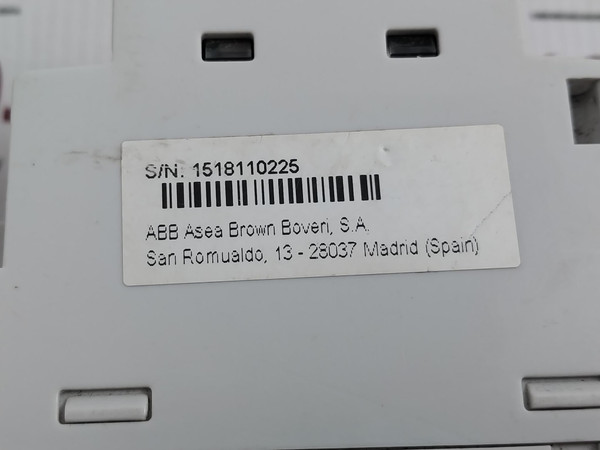 S/N: 1518110225
ABB Asea Brown Boveri, S.A.
San Romualdo, 13 - 28037 Madrid (Spain)